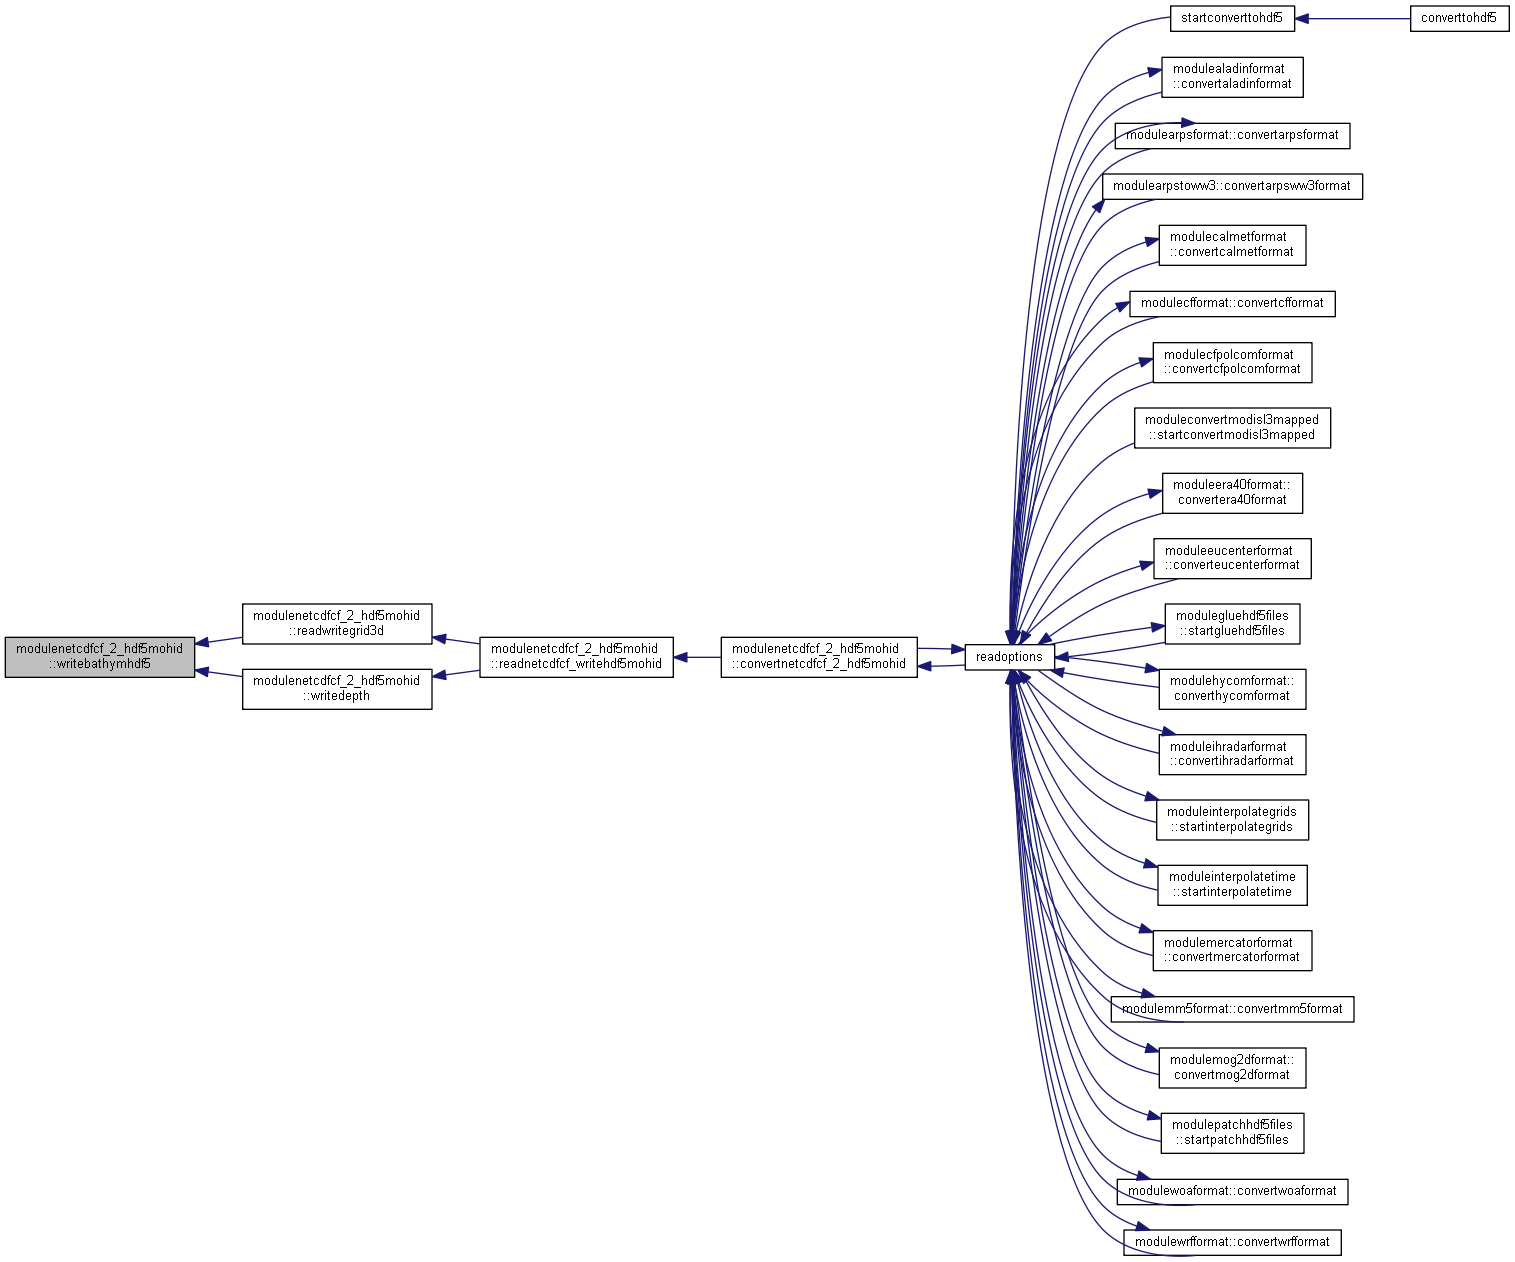 startconverttohdf5
converttohdf5
modulealadinformat
::convertaladinformat
modulearpsformat::convertarpsformat
modulearpstoww3::convertarpsww3format
modulecalmetformat
::convertcalmetformat
modulecfformat::convertcfformat
modulecfpolcomformat
::convertcfpolcomformat
moduleconvertmodisl3mapped
::startconvertmodisl3mapped
moduleera40format::
convertera40format
moduleeucenterformat
::converteucenterformat
modulegluehdf5files
::startgluehdf5files
modulenetcdfcf_2_hdf5mohid
::writebathymhdf5
modulenetcdfcf_2_hdf5mohid
::readwritegrid3d
modulenetcdfcf_2_hdf5mohid
::writedepth
modulenetcdfcf_2_hdf5mohid
::readnetcdfcf_writehdf5mohid
modulenetcdfcf_2_hdf5mohid
::convertnetcdfcf_2_hdf5mohid
readoptions
modulehycomformat::
converthycomformat
moduleihradarformat
::convertihradarformat
moduleinterpolategrids
::startinterpolategrids
moduleinterpolatetime
::startinterpolatetime
modulemercatorformat
::convertmercatorformat
modulemm5format::convertmm5format
modulemog2dformat::
convertmog2dformat
modulepatchhdf5files
::startpatchhdf5files
modulewoaformat::convertwoaformat
modulewrfformat::convertwrfformat